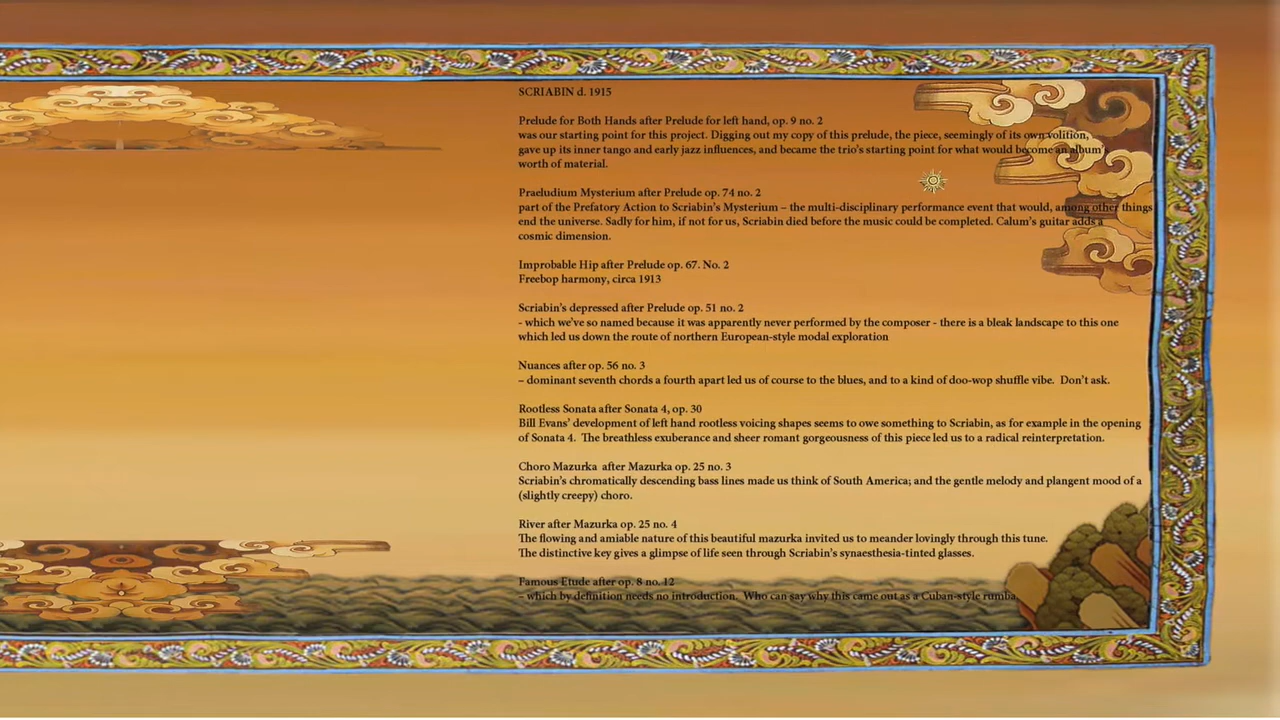 SCRIABIN d. 1915
Prelude for Both Hands after Prelude for left hand, op. 9 no. 2
was our starting point for this project. Digging out my copy of this prelude, the piece, seemingly of its own volition,
gave up its inner tango and early jazz influences, and became the trio's starting point for what would become an album's
worth of material.
Praeludium Mysterium after Prelude op. 74 no. 2
part of the Prefatory Action to Scriabin's Mysterium – the multi-disciplinary performance event that would, among other things
end the universe. Sadly for him, if not for us, Scriabin died before the music could be completed. Calum's guitar adds a
cosmic dimension.
Improbable Hip after Prelude op. 67. No. 2
Freebop harmony, circa 1913
Scriabin's depressed after Prelude op. 51 no. 2
- which we've so named because it was apparently never performed by the composer - there is a bleak landscape to this one
which led us down the route of northern European-style modal exploration
Nuances after op. 56 no. 3
– dominant seventh chords a fourth apart led us of course to the blues, and to a kind of doo-wop shuffle vibe.  Don't ask.
Rootless Sonata after Sonata 4, op. 30
Bill Evans' development of left hand rootless voicing shapes seems to owe something to Scriabin, as for example in the opening
of Sonata 4.  The breathless exuberance and sheer romant gorgeousness of this piece led us to a radical reinterpretation.
Choro Mazurka  after Mazurka op. 25 no. 3
Scriabin's chromatically descending bass lines made us think of South America; and the gentle melody and plangent mood of a
(slightly creepy) choro.
River after Mazurka op. 25 no. 4
The flowing and amiable nature of this beautiful mazurka invited us to meander lovingly through this tune.
The distinctive key gives a glimpse of life seen through Scriabin's synaesthesia-tinted glasses.
Famous Etude after op. 8 no. 12
– which by definition needs no introduction.  Who can say why this came out as a Cuban-style rumba